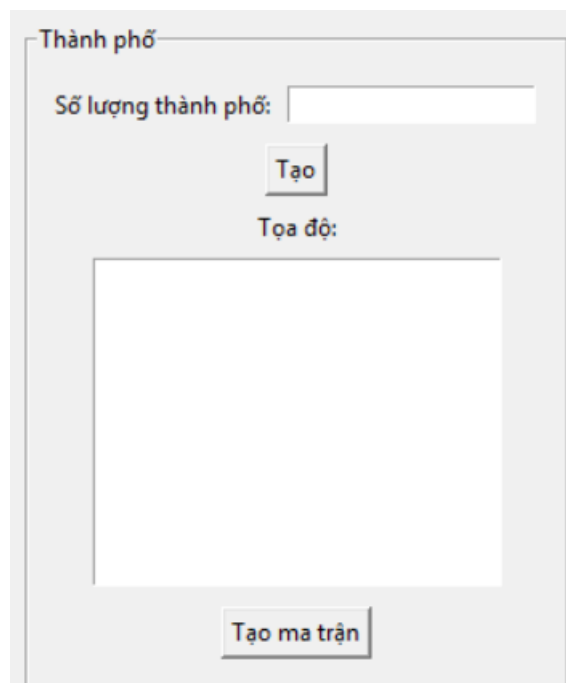 Thành phố
Số lượng thành phố:
Tạo
Tọa độ:
Tạo ma trận